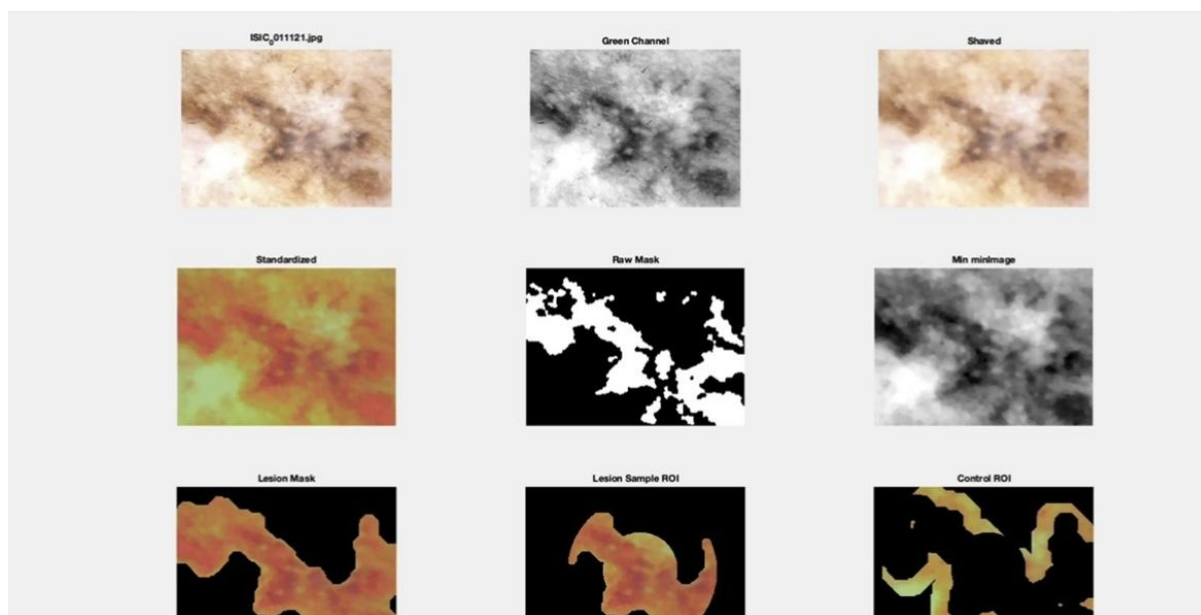 ISIC_0011121.jpg
Green Channel
Shaved
Standardized
Raw Mask
Min minImage
Lesion Mask
Lesion Sample ROI
Control ROI